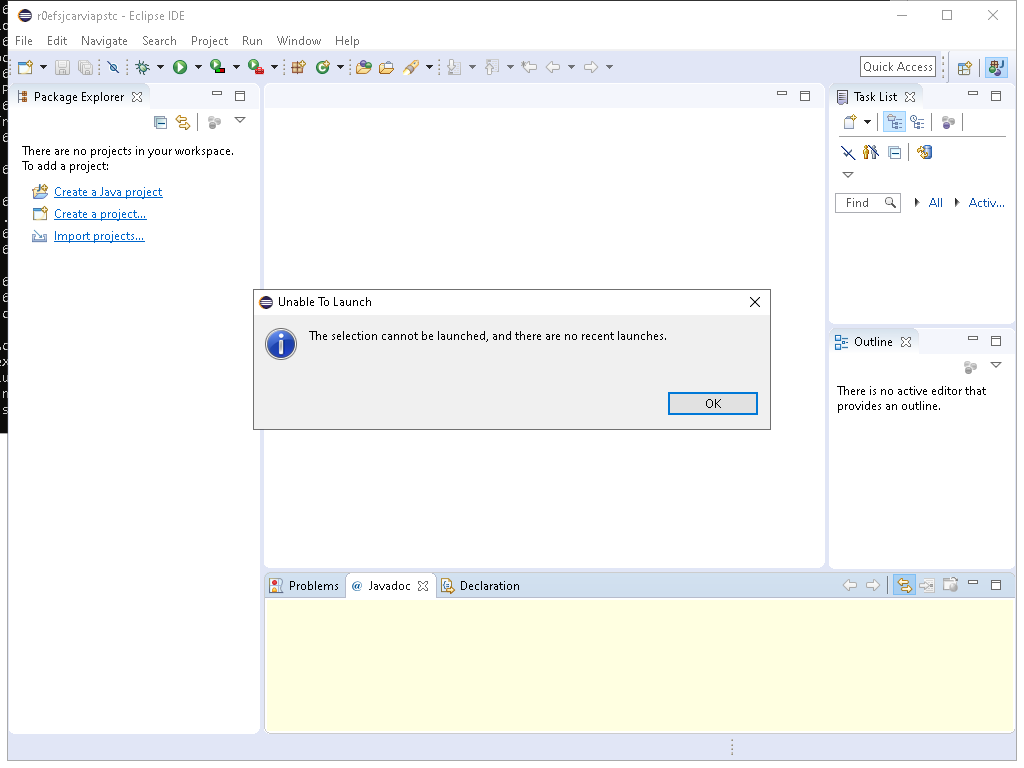 r0efsjcarviapstc - Eclipse IDE
File Edit Navigate Search Project Run Window Help
Quick Access
Package Explorer
There are no projects in your workspace.
To add a project:
Create a Java project
Create a project...
Import projects...
Task List
Find All Activ...
Unable To Launch
The selection cannot be launched, and there are no recent launches.
OK
Outline
There is no active editor that
provides an outline.
Problems @ Javadoc Declaration